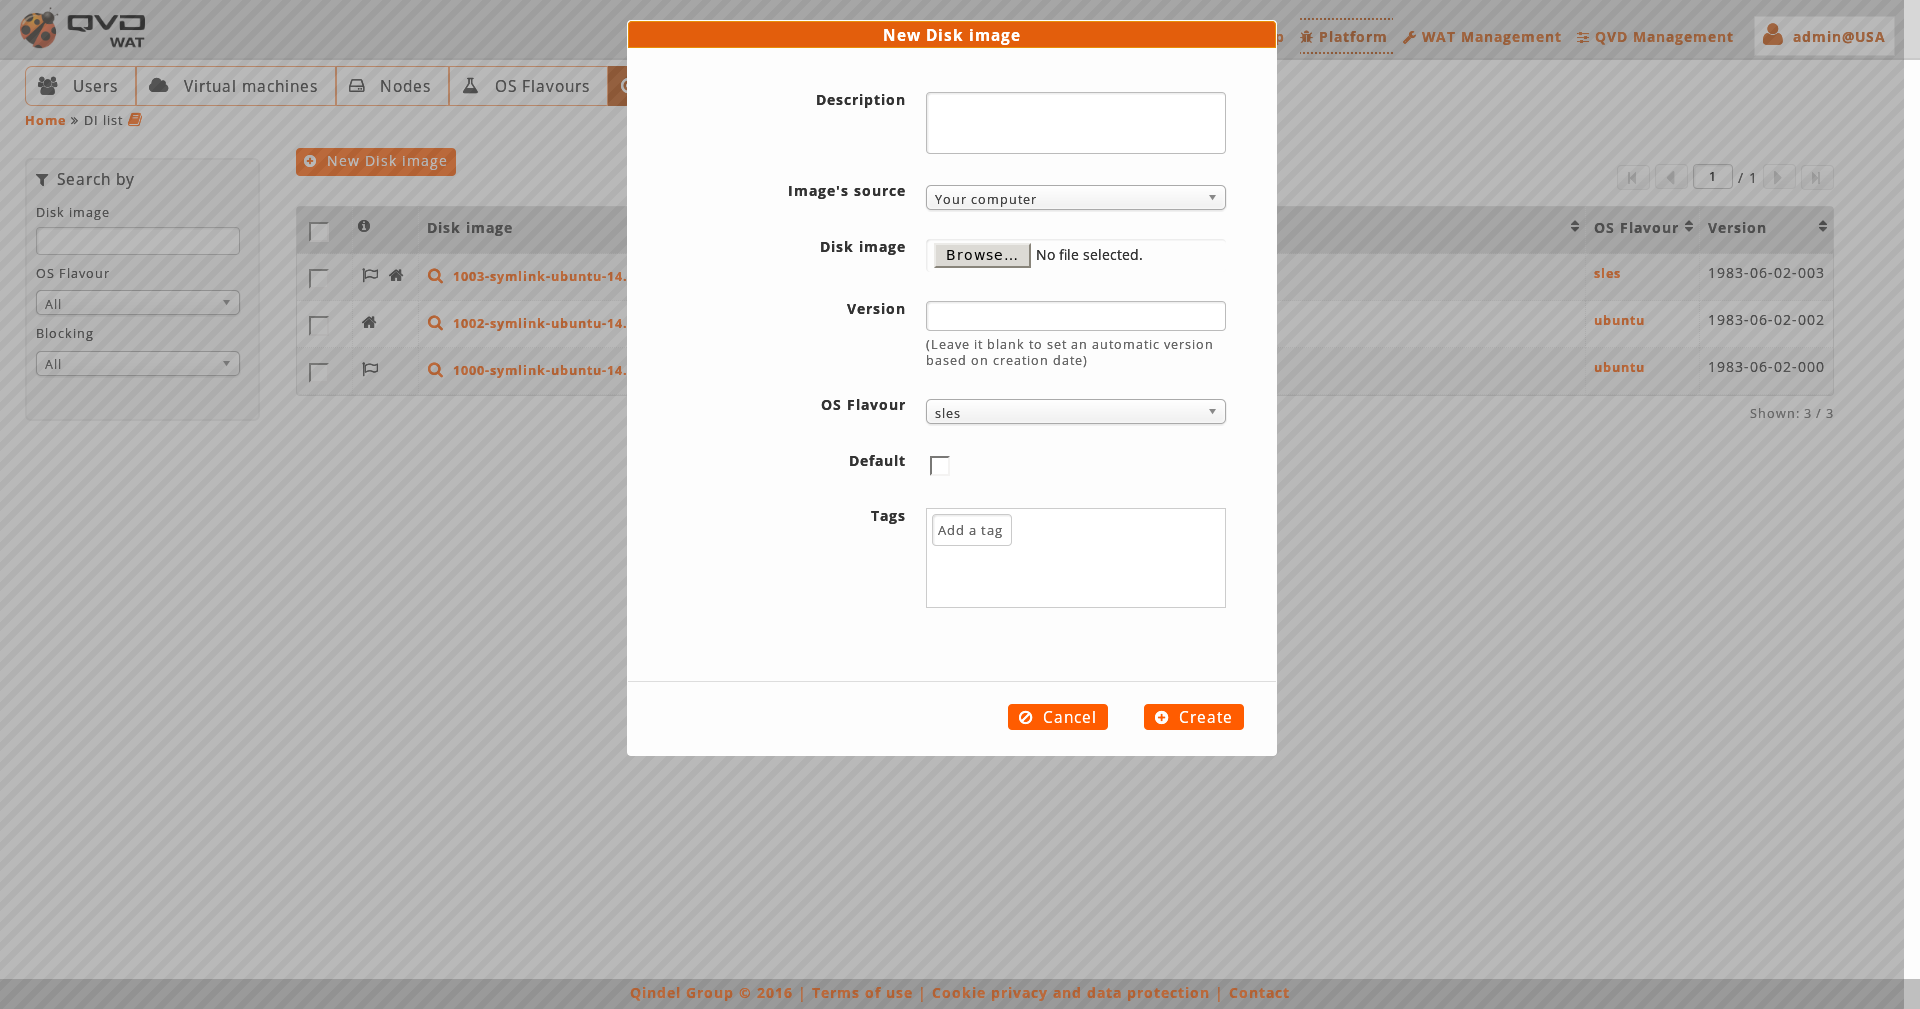 QVD
WAT
p
Platform
WAT Management
QVD Management
admin@USA
Users
Virtual machines
Nodes
OS Flavours
Home » DI list
Search by
Disk image
OS Flavour
All
Blocking
All
New Disk image
1 / 1
Disk image
OS Flavour
Version
1003-symlink-ubuntu-14.
sles
1983-06-02-003
1002-symlink-ubuntu-14.
ubuntu
1983-06-02-002
1000-symlink-ubuntu-14.
ubuntu
1983-06-02-000
Shown: 3 / 3
New Disk image
Description
Image's source
Your computer
Disk image
Browse...
No file selected.
Version
(Leave it blank to set an automatic version
based on creation date)
OS Flavour
sles
Default
Tags
Add a tag
Cancel
Create
Qindel Group © 2016 | Terms of use | Cookie privacy and data protection | Contact